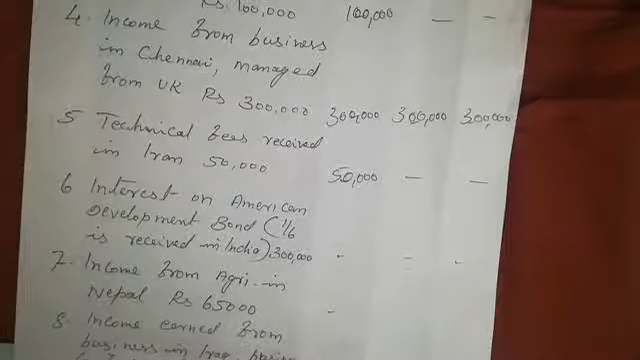 Rs. 100,000 100,000 — —
4. Income from business
in Chennai, managed
from UK Rs 300,000 300,000 300,000 300,000
5 Technical fees received
in Iran 50,000 50,000 — —
6 Interest on American
Development Bond (1/6
is received in India) 300,000 - - -
7. Income from Agri. in
Nepal Rs 65000 -
8. Income earned from
business in Iraq,